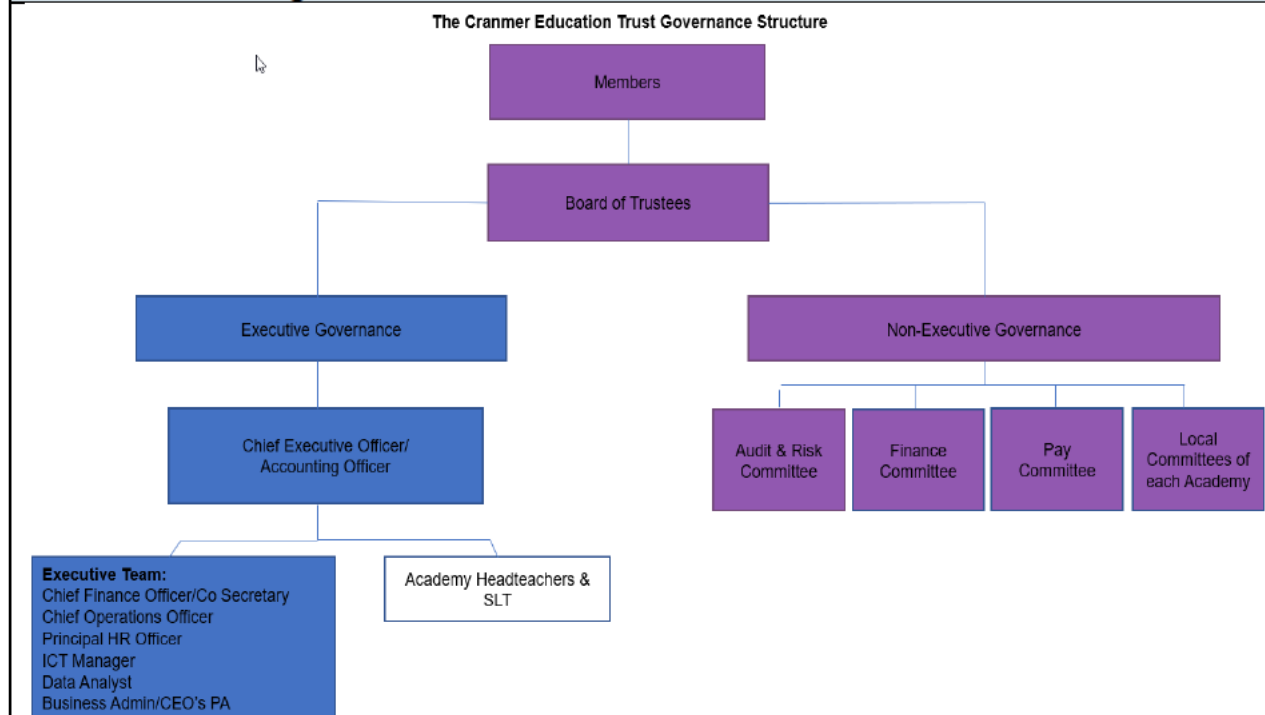 The Cranmer Education Trust Governance Structure
Members
Board of Trustees
Executive Governance
Non-Executive Governance
Chief Executive Officer/
Accounting Officer
Audit & Risk
Committee
Finance
Committee
Pay
Committee
Local
Committees of
each Academy
Executive Team:
Chief Finance Officer/Co Secretary
Chief Operations Officer
Principal HR Officer
ICT Manager
Data Analyst
Business Admin/CEO's PA
Academy Headteachers &
SLT